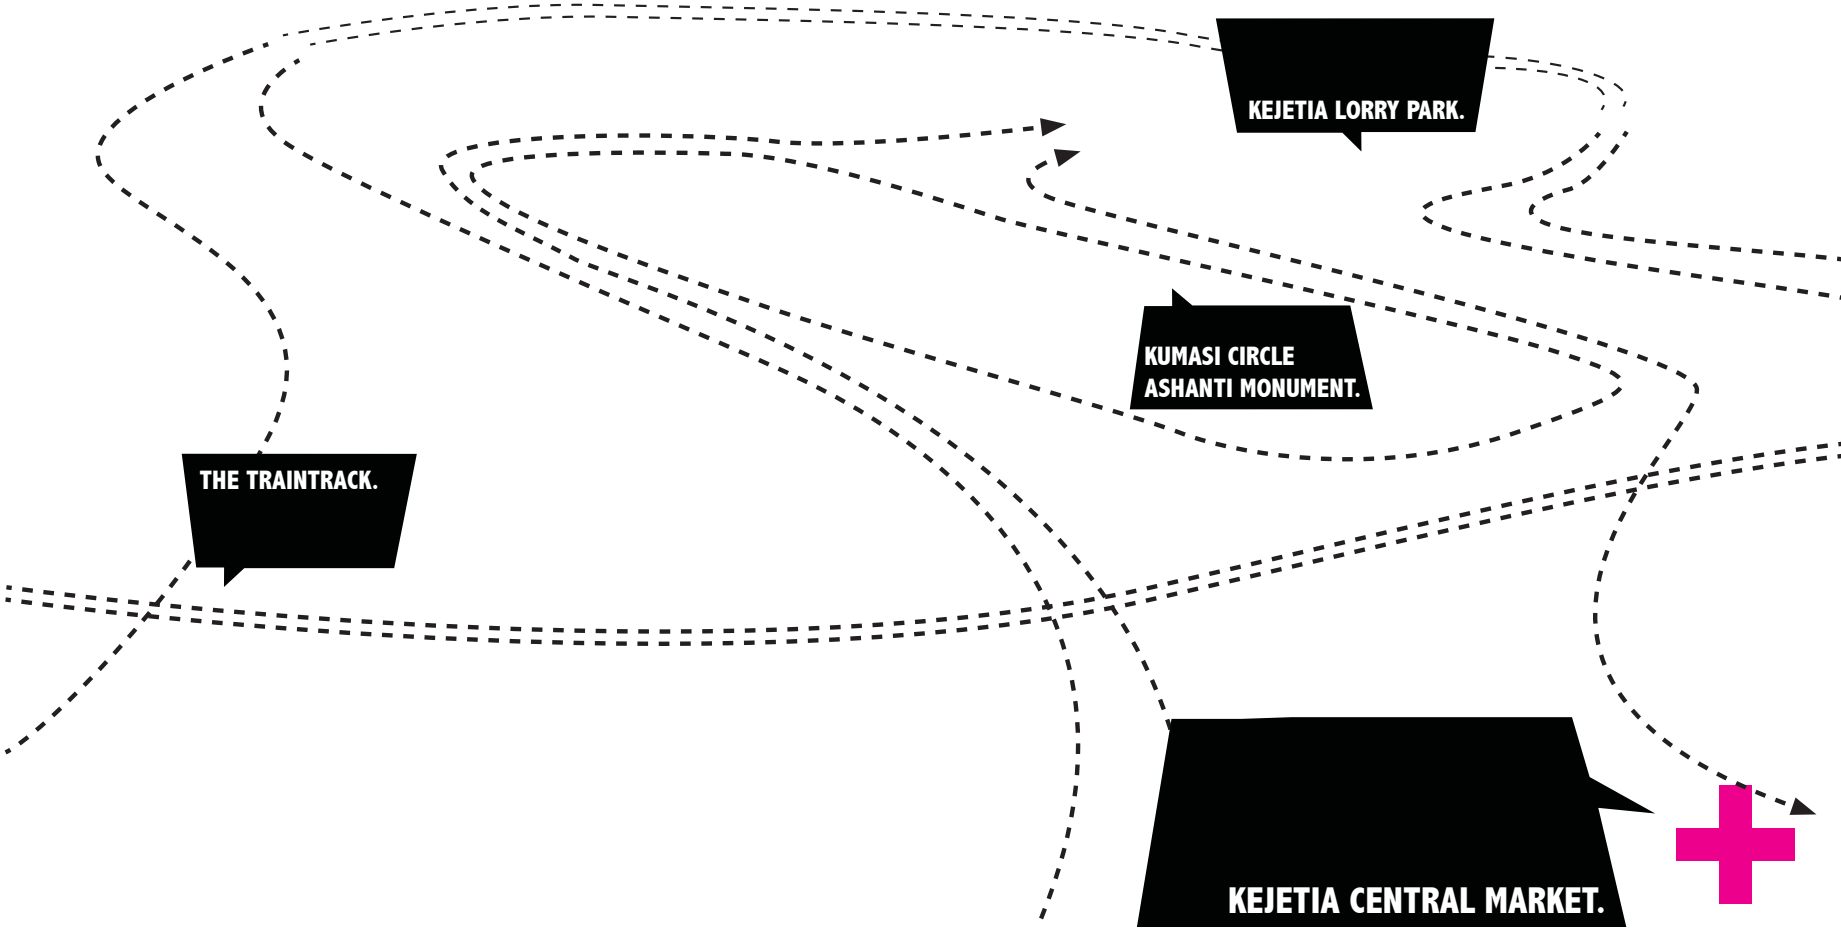 KEJETIA LORRY PARK.
KUMASI CIRCLE
ASHANTI MONUMENT.
THE TRAINTRACK.
KEJETIA CENTRAL MARKET.